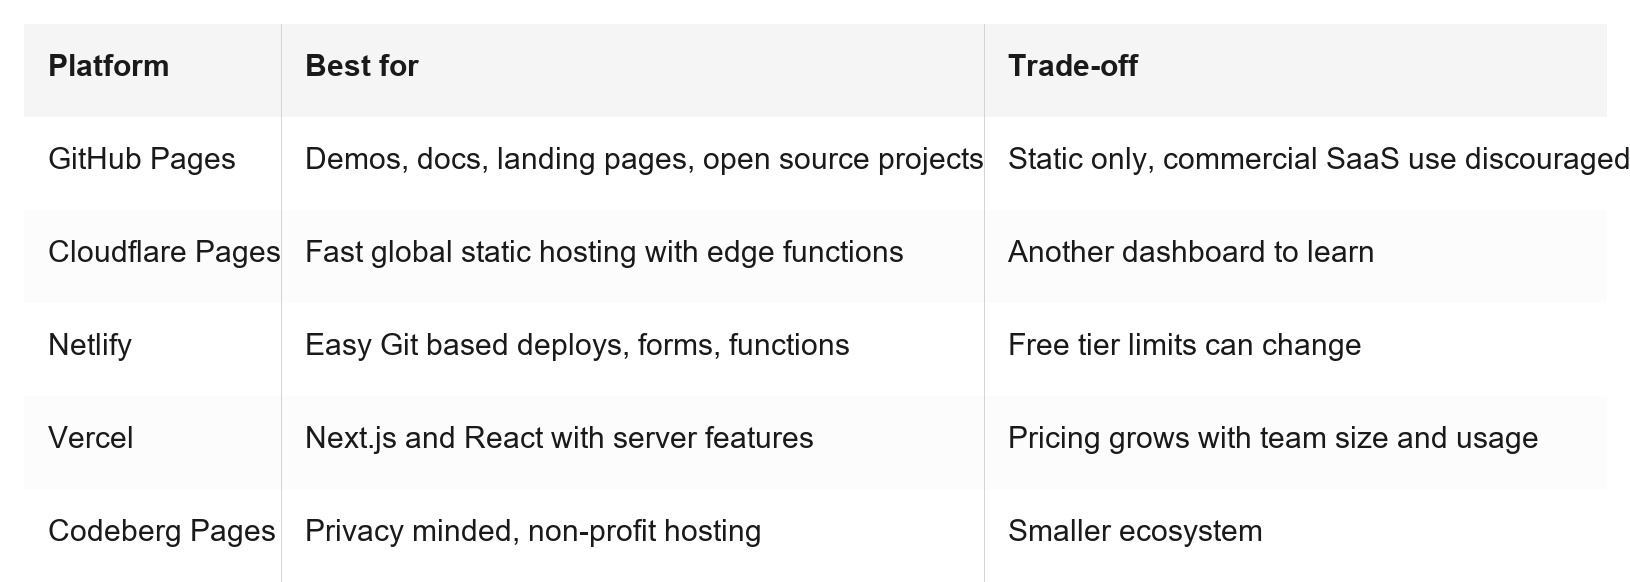 Platform Best for Trade-off
GitHub Pages Demos, docs, landing pages, open source projects Static only, commercial SaaS use discouraged
Cloudflare Pages Fast global static hosting with edge functions Another dashboard to learn
Netlify Easy Git based deploys, forms, functions Free tier limits can change
Vercel Next.js and React with server features Pricing grows with team size and usage
Codeberg Pages Privacy minded, non-profit hosting Smaller ecosystem